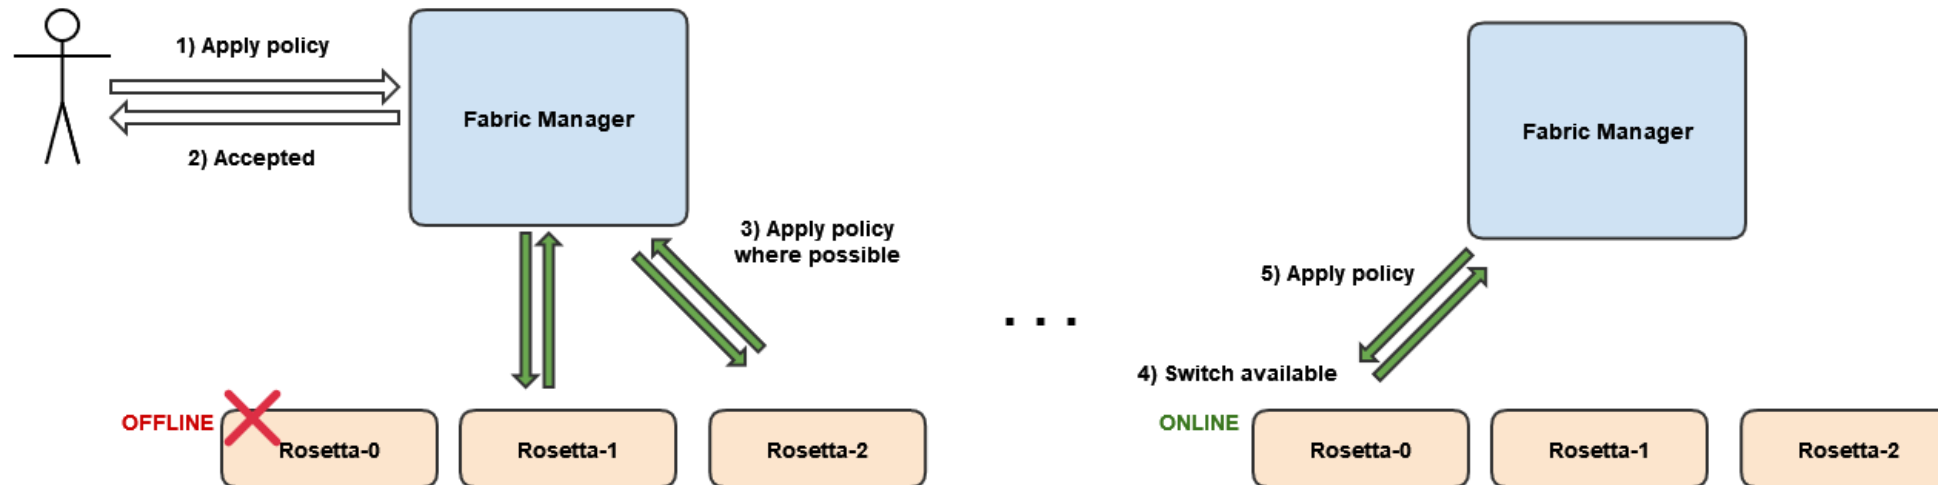 1) Apply policy
Fabric Manager
2) Accepted
3) Apply policy
where possible
OFFLINE
Rosetta-0
Rosetta-1
Rosetta-2
. . .
Fabric Manager
5) Apply policy
4) Switch available
ONLINE
Rosetta-0
Rosetta-1
Rosetta-2